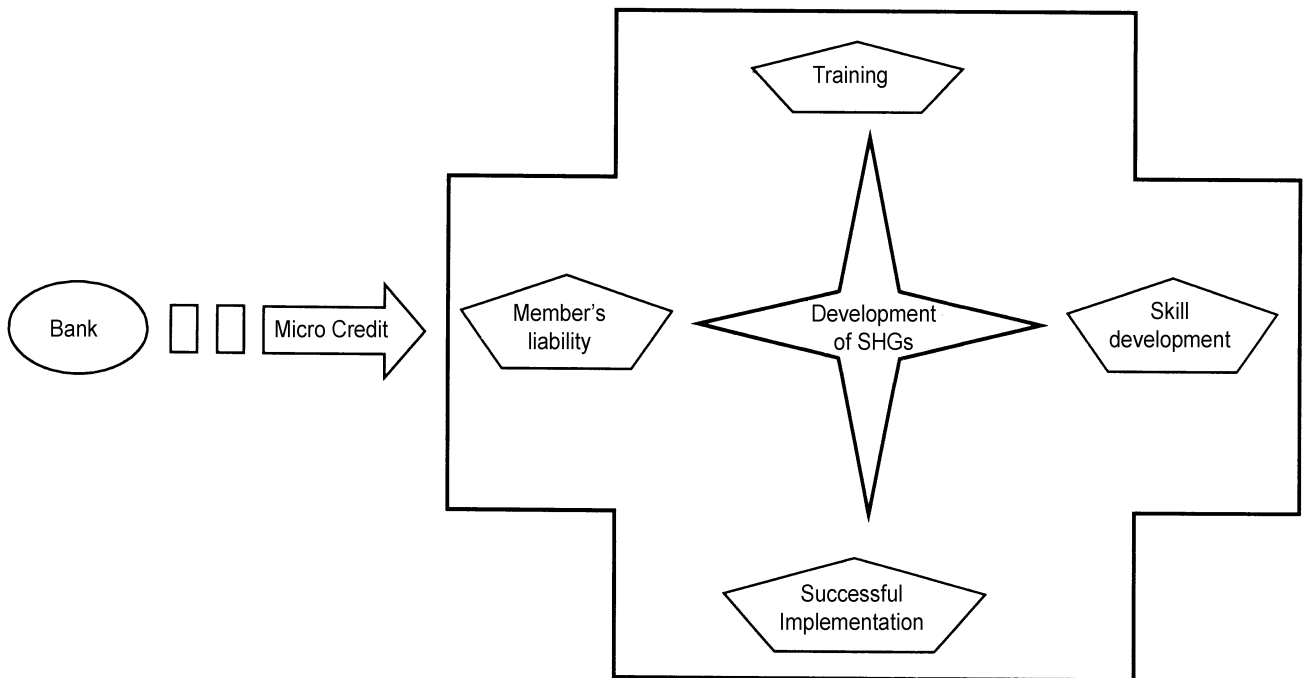 Training
Bank
Micro Credit
Member's
liability
Development
of SHGs
Skill
development
Successful
Implementation